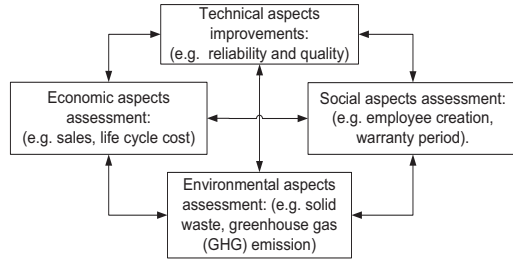 Technical aspects
improvements:
(e.g. reliability and quality)
Economic aspects
assessment:
(e.g. sales, life cycle cost)
Social aspects assessment:
(e.g. employee creation,
warranty period).
Environmental aspects
assessment: (e.g. solid
waste, greenhouse gas
(GHG) emission)